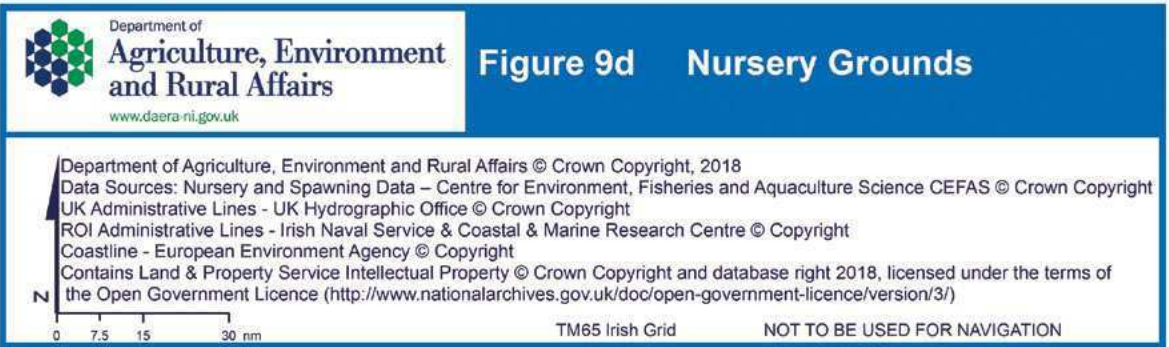 Department of
Agriculture, Environment
and Rural Affairs
www.daera-ni.gov.uk
Figure 9d Nursery Grounds
Department of Agriculture, Environment and Rural Affairs © Crown Copyright, 2018
Data Sources: Nursery and Spawning Data – Centre for Environment, Fisheries and Aquaculture Science CEFAS © Crown Copyright
UK Administrative Lines - UK Hydrographic Office © Crown Copyright
ROI Administrative Lines - Irish Naval Service & Coastal & Marine Research Centre © Copyright
Coastline - European Environment Agency © Copyright
Contains Land & Property Service Intellectual Property © Crown Copyright and database right 2018, licensed under the terms of
the Open Government Licence (http://www.nationalarchives.gov.uk/doc/open-government-licence/version/3/)
N
0 7.5 15 30 nm
TM65 Irish Grid NOT TO BE USED FOR NAVIGATION